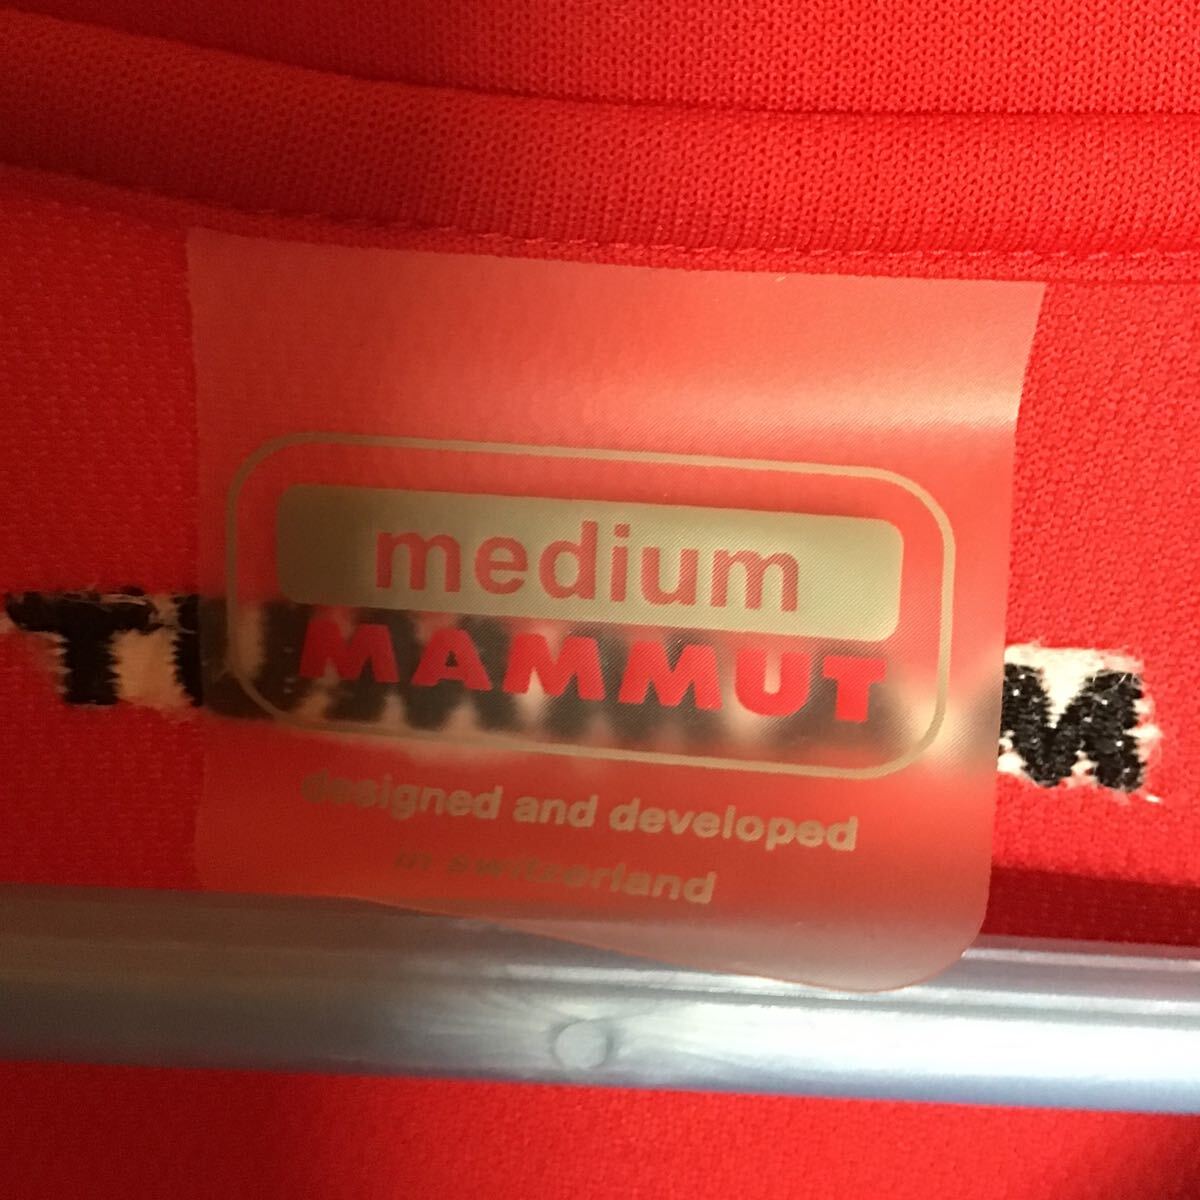 medium
MAMMUT
designed and developed
in switzerland